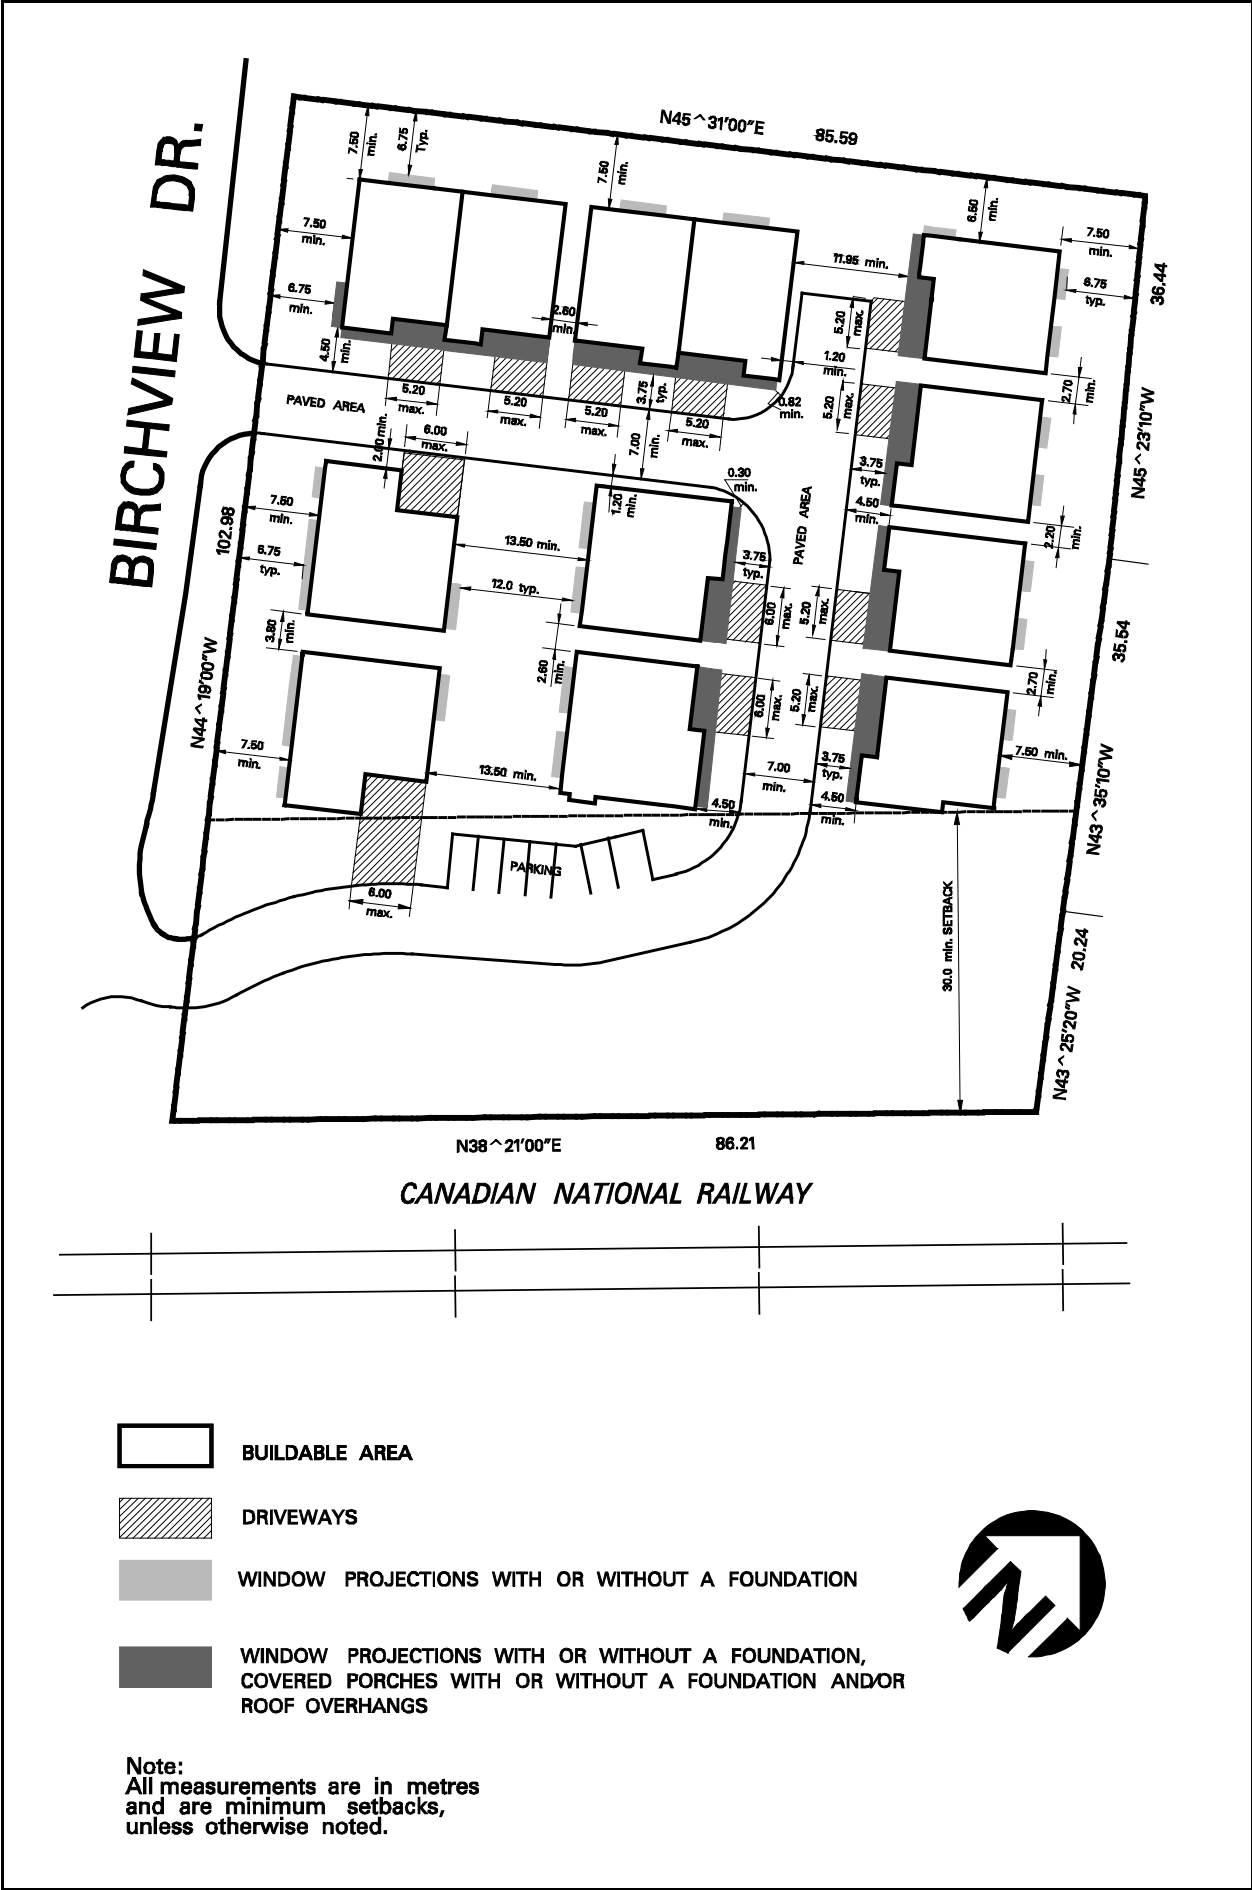 BIRCHVIEW DR.
N45^31'00"E 85.59
7.50 min.
6.75 Typ.
7.50 min.
6.50 min.
7.50 min.
7.50 min.
11.95 min.
6.75 typ.
36.44
6.75 min.
2.60 min.
5.20 max.
4.50 min.
1.20 min.
2.70 min.
5.20 max.
5.20 max.
5.20 max.
3.75 typ.
5.20 max.
0.82 min.
5.20 max.
PAVED AREA
2.00 min.
6.00 max.
7.00 min.
N45^23'10"W
3.75 typ.
0.30 min.
1.20 min.
4.50 min.
PAVED AREA
7.50 min.
102.98
13.50 min.
2.20 min.
3.75 typ.
6.75 typ.
12.0 typ.
6.00 max.
5.20 max.
3.80 min.
35.54
2.60 min.
2.70 min.
N44^19'00"W
6.00 max.
5.20 max.
7.50 min.
13.50 min.
7.00 min.
3.75 typ.
7.50 min.
4.50 min.
4.50 min.
N43^35'10"W
PARKING
6.00 max.
30.0 min. SETBACK
20.24
N43^25'20"W
N38^21'00"E 86.21
CANADIAN NATIONAL RAILWAY
BUILDABLE AREA
DRIVEWAYS
WINDOW PROJECTIONS WITH OR WITHOUT A FOUNDATION
WINDOW PROJECTIONS WITH OR WITHOUT A FOUNDATION,
COVERED PORCHES WITH OR WITHOUT A FOUNDATION AND/OR
ROOF OVERHANGS
N
Note:
All measurements are in metres
and are minimum setbacks,
unless otherwise noted.